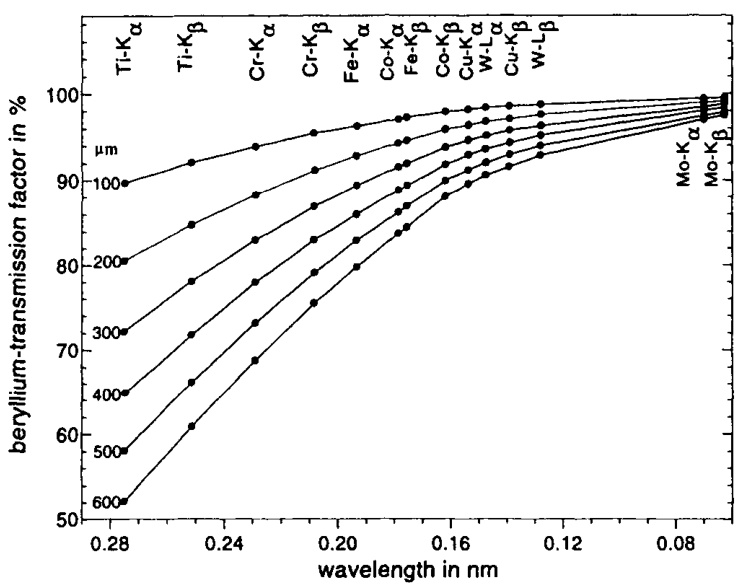 Ti-Kα
Ti-Kβ
Cr-Kα
Cr-Kβ
Fe-Kα
Co-Kα
Fe-Kβ
Co-Kβ
Cu-Kα
W-Lα
Cu-Kβ
W-Lβ
Mo-Kα
Mo-Kβ
beryllium-transmission factor in %
100
90
80
70
60
50
μm
100
200
300
400
500
600
0.28 0.24 0.20 0.16 0.12 0.08
wavelength in nm